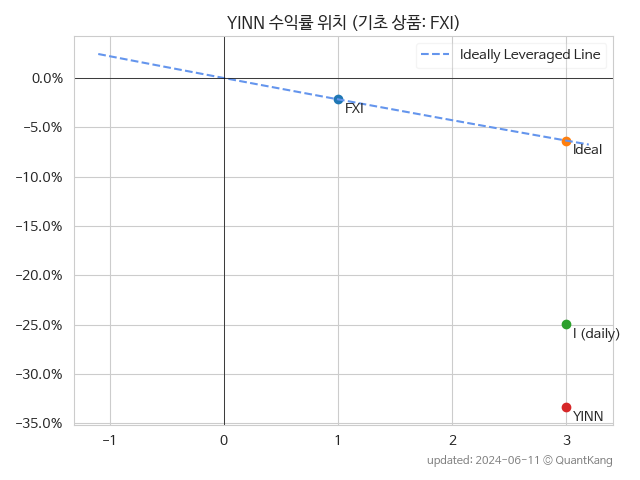 YINN 수익률 위치 (기초 상품: FXI)
Ideally Leveraged Line
0.0%
-5.0%
-10.0%
-15.0%
-20.0%
-25.0%
-30.0%
-35.0%
FXI
Ideal
I (daily)
YINN
-1
0
1
2
3
updated: 2024-06-11 © QuantKang